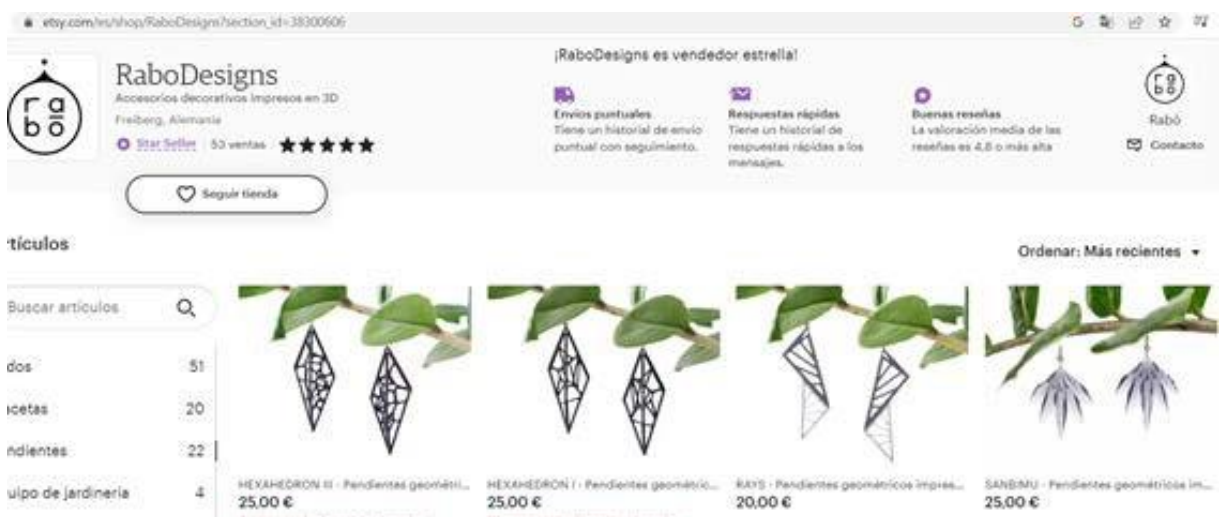 etsy.com/es/shop/RaboDesigns?section_id=38300606
RaboDesigns
Accesorios decorativos impresos en 3D
Freiberg, Alemania
Star Seller 53 ventas
Seguir tienda
¡RaboDesigns es vendedor estrella!
Envíos puntuales
Tiene un historial de envío
puntual con seguimiento.
Respuestas rápidas
Tiene un historial de
respuestas rápidas a los
mensajes.
Buenas reseñas
La valoración media de las
reseñas es 4,8 o más alta
ra
bō
Rabō
Contacto
rtículos
Ordenar: Más recientes
Buscar artículos
dos 51
acetas 20
ndientes 22
uipo de jardinería 4
HEXAHEDRON III - Pendientes geométri...
25,00 €
HEXAHEDRON I - Pendientes geométric...
25,00 €
RAYS - Pendientes geométricos impres...
20,00 €
SANBIMU - Pendientes geométricos im...
25,00 €